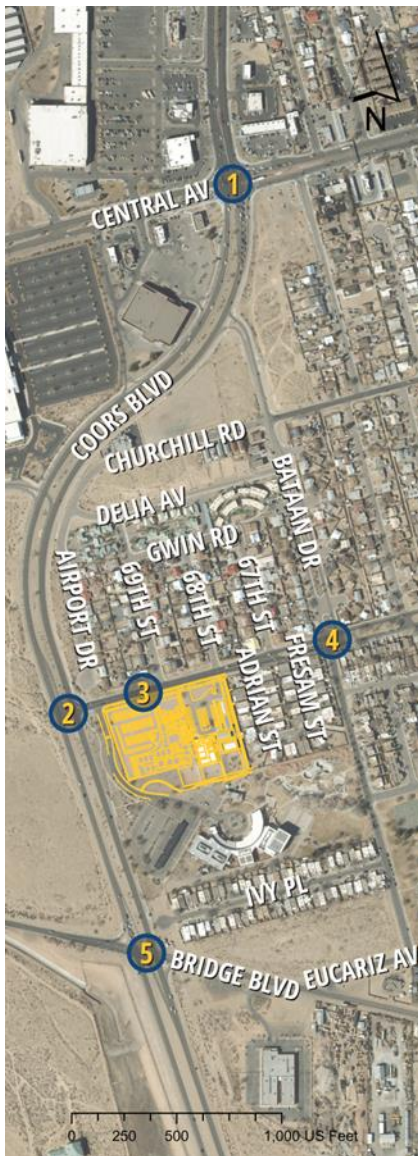 N
1
CENTRAL AV
COORS BLVD
CHURCHILL RD
BATAAN DR
DELIA AV
GWIN RD
AIRPORT DR
69TH ST
68TH ST
67TH ST
4
FRESAM ST
ADRIAN ST
3
2
IVY PL
5
BRIDGE BLVD
EUCARIZ AV
0 250 500 1,000 US Feet